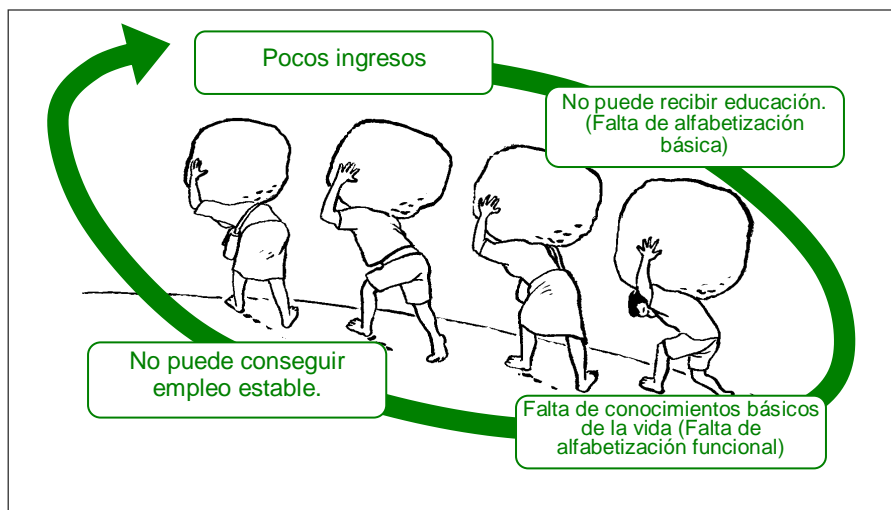 Pocos ingresos
No puede recibir educación.
(Falta de alfabetización
básica)
Falta de conocimientos básicos
de la vida (Falta de
alfabetización funcional)
No puede conseguir
empleo estable.